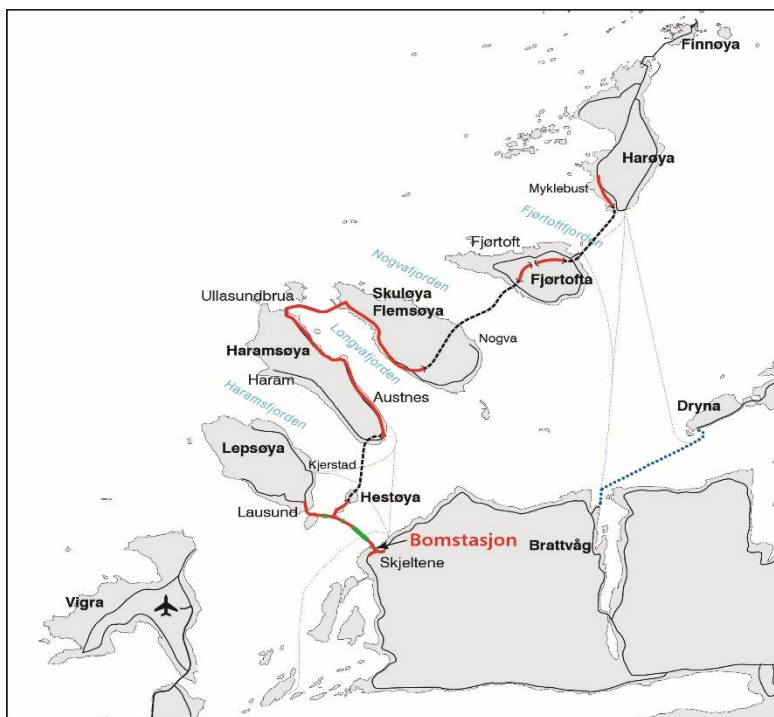 Finnøya
Harøya
Myklebust
Fjørtoftfjorden
Fjørtoft
Nogvafjorden
Fjørtofta
Skuløya
Flemsøya
Ullasundbrua
Longvafjorden
Nogva
Haramsøya
Haram
Austnes
Haramsfjorden
Dryna
Lepsøya
Kjerstad
Hestøya
Lausund
Bomstasjon
Brattvåg
Skjeltene
Vigra